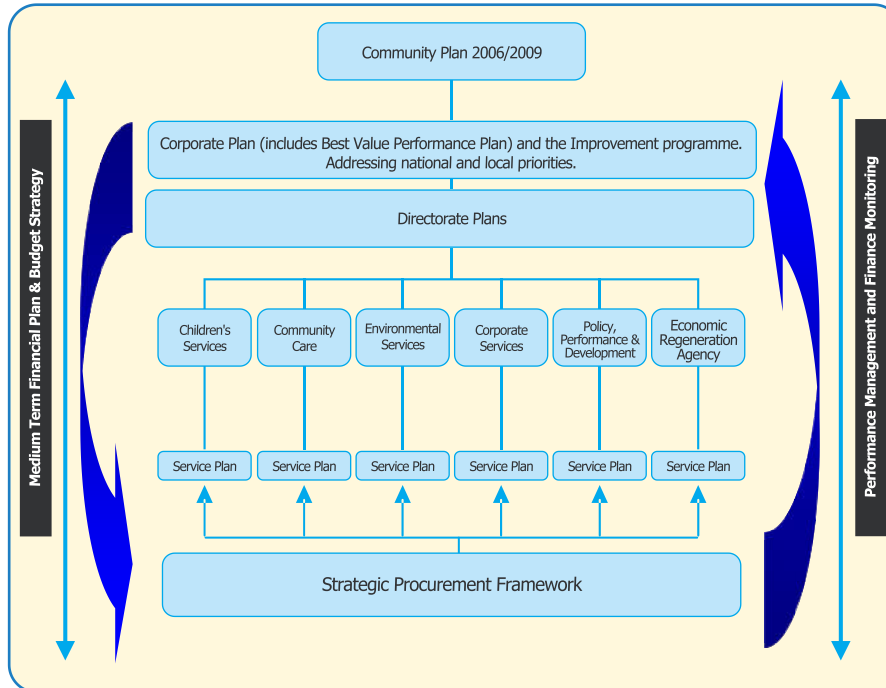 Community Plan 2006/2009
Corporate Plan (includes Best Value Performance Plan) and the Improvement programme.
Addressing national and local priorities.
Directorate Plans
Medium Term Financial Plan & Budget Strategy
Performance Management and Finance Monitoring
Children's
Services
Community
Care
Environmental
Services
Corporate
Services
Policy,
Performance &
Development
Economic
Regeneration
Agency
Service Plan
Service Plan
Service Plan
Service Plan
Service Plan
Service Plan
Strategic Procurement Framework